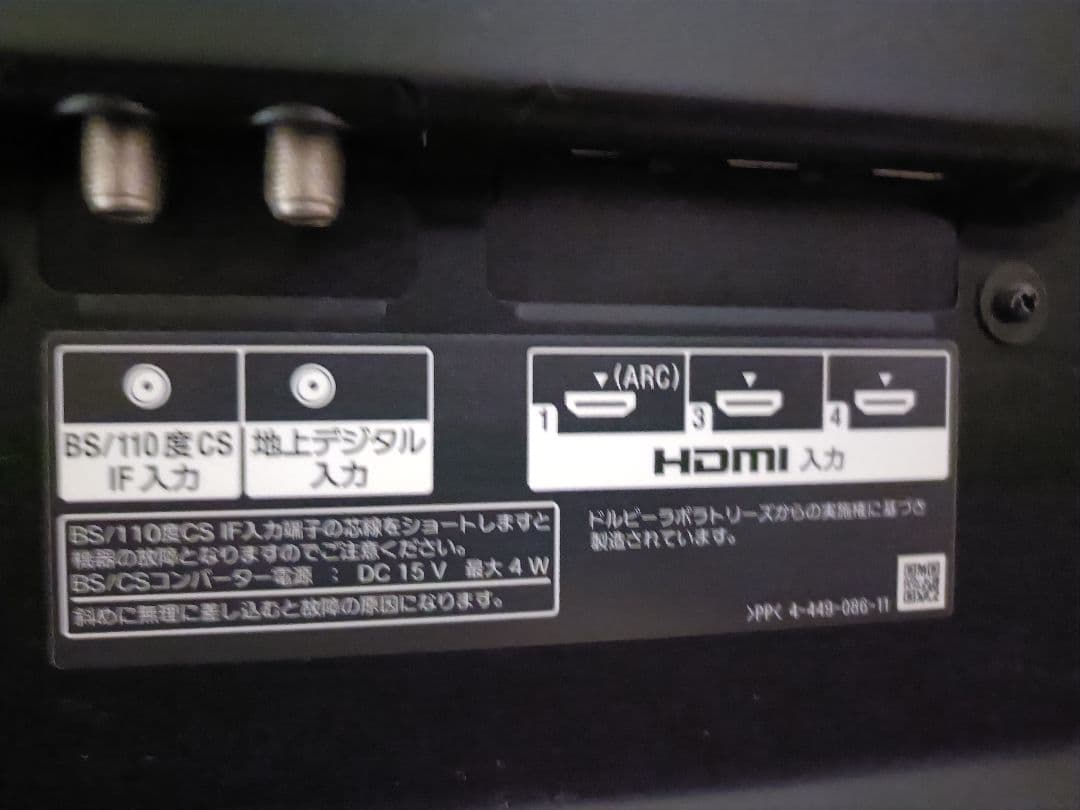 BS/110度CS
IF入力
地上デジタル
入力
1
(ARC)
3
4
HDMI 入力
BS/110度CS IF入力端子の芯線をショートしますと
機器の故障となりますのでご注意ください。
BS/CSコンバーター電源 : DC 15 V 最大 4 W
斜めに無理に差し込むと故障の原因になります。
ドルビーラボラトリーズからの実施権に基づき
製造されています。
>PP< 4-449-086-11